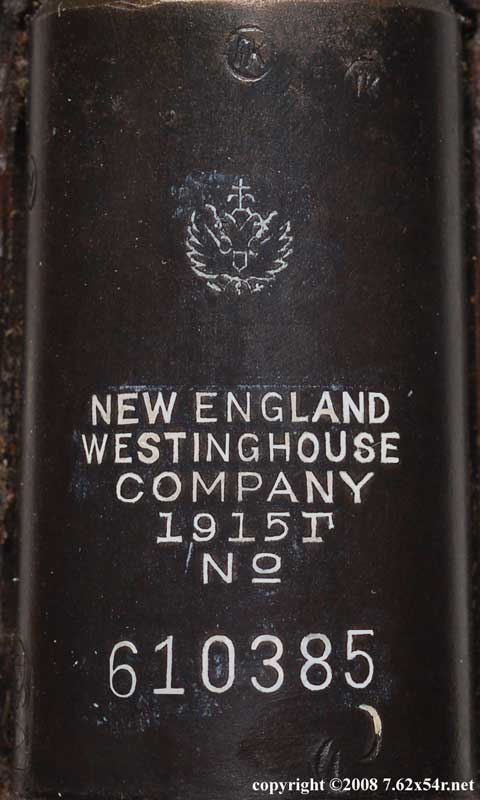 NEW ENGLAND
WESTINGHOUSE
COMPANY
1915Г
No
610385
copyright ©2008 7.62x54r.net